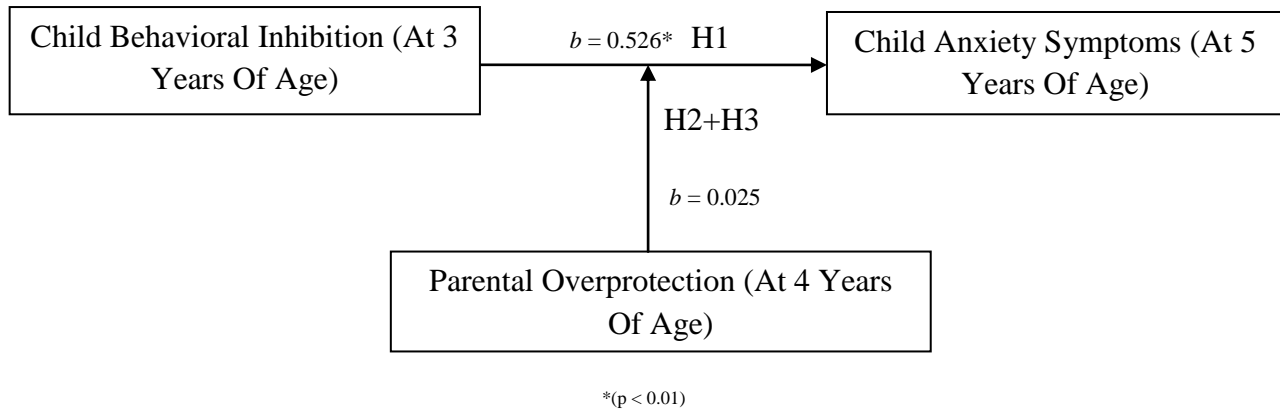 Child Behavioral Inhibition (At 3
Years Of Age)
b = 0.526* H1
Child Anxiety Symptoms (At 5
Years Of Age)
H2+H3
b = 0.025
Parental Overprotection (At 4 Years
Of Age)
*(p < 0.01)